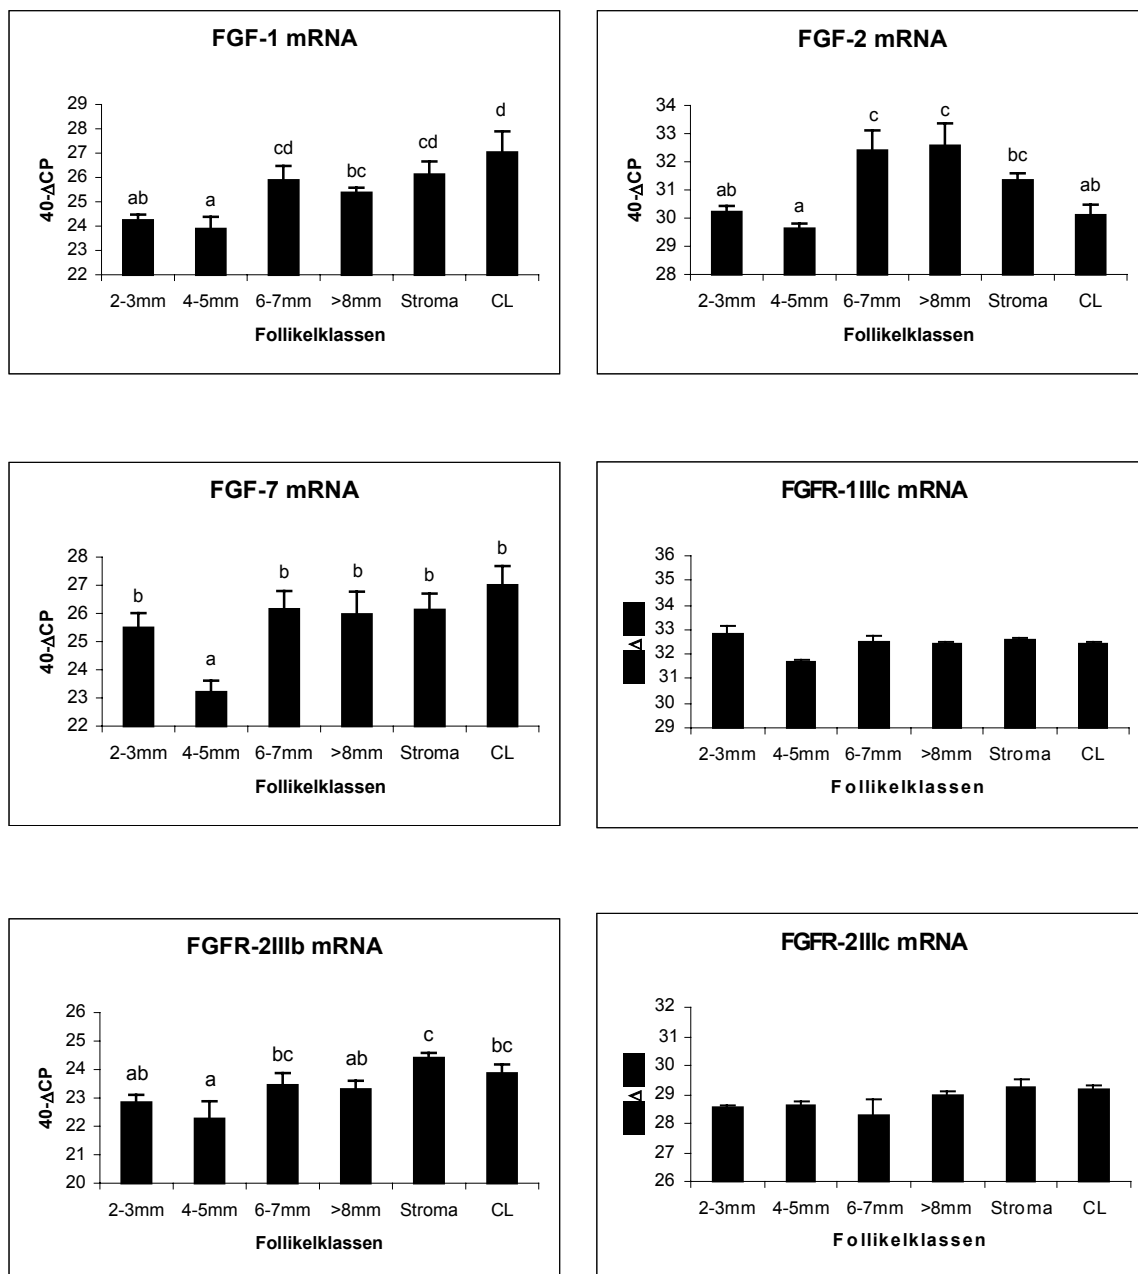 FGF-1 mRNA
29
28
27
26
25
24
23
22
40-ΔCP
ab
a
cd
bc
cd
d
2-3mm 4-5mm 6-7mm >8mm Stroma CL
Follikelklassen
FGF-2 mRNA
34
33
32
31
30
29
28
40-ΔCP
ab
a
c
c
bc
ab
2-3mm 4-5mm 6-7mm >8mm Stroma CL
Follikelklassen
FGF-7 mRNA
28
27
26
25
24
23
22
40-ΔCP
b
a
b
b
b
b
2-3mm 4-5mm 6-7mm >8mm Stroma CL
Follikelklassen
FGFR-1IIIc mRNA
36
35
34
33
32
31
30
29
Δ
2-3mm 4-5mm 6-7mm >8mm Stroma CL
Follikelklassen
FGFR-2IIIb mRNA
26
25
24
23
22
21
20
40-ΔCP
ab
a
bc
ab
c
bc
2-3mm 4-5mm 6-7mm >8mm Stroma CL
Follikelklassen
FGFR-2IIIc mRNA
32
31
30
29
28
27
26
Δ
2-3mm 4-5mm 6-7mm >8mm Stroma CL
Follikelklassen